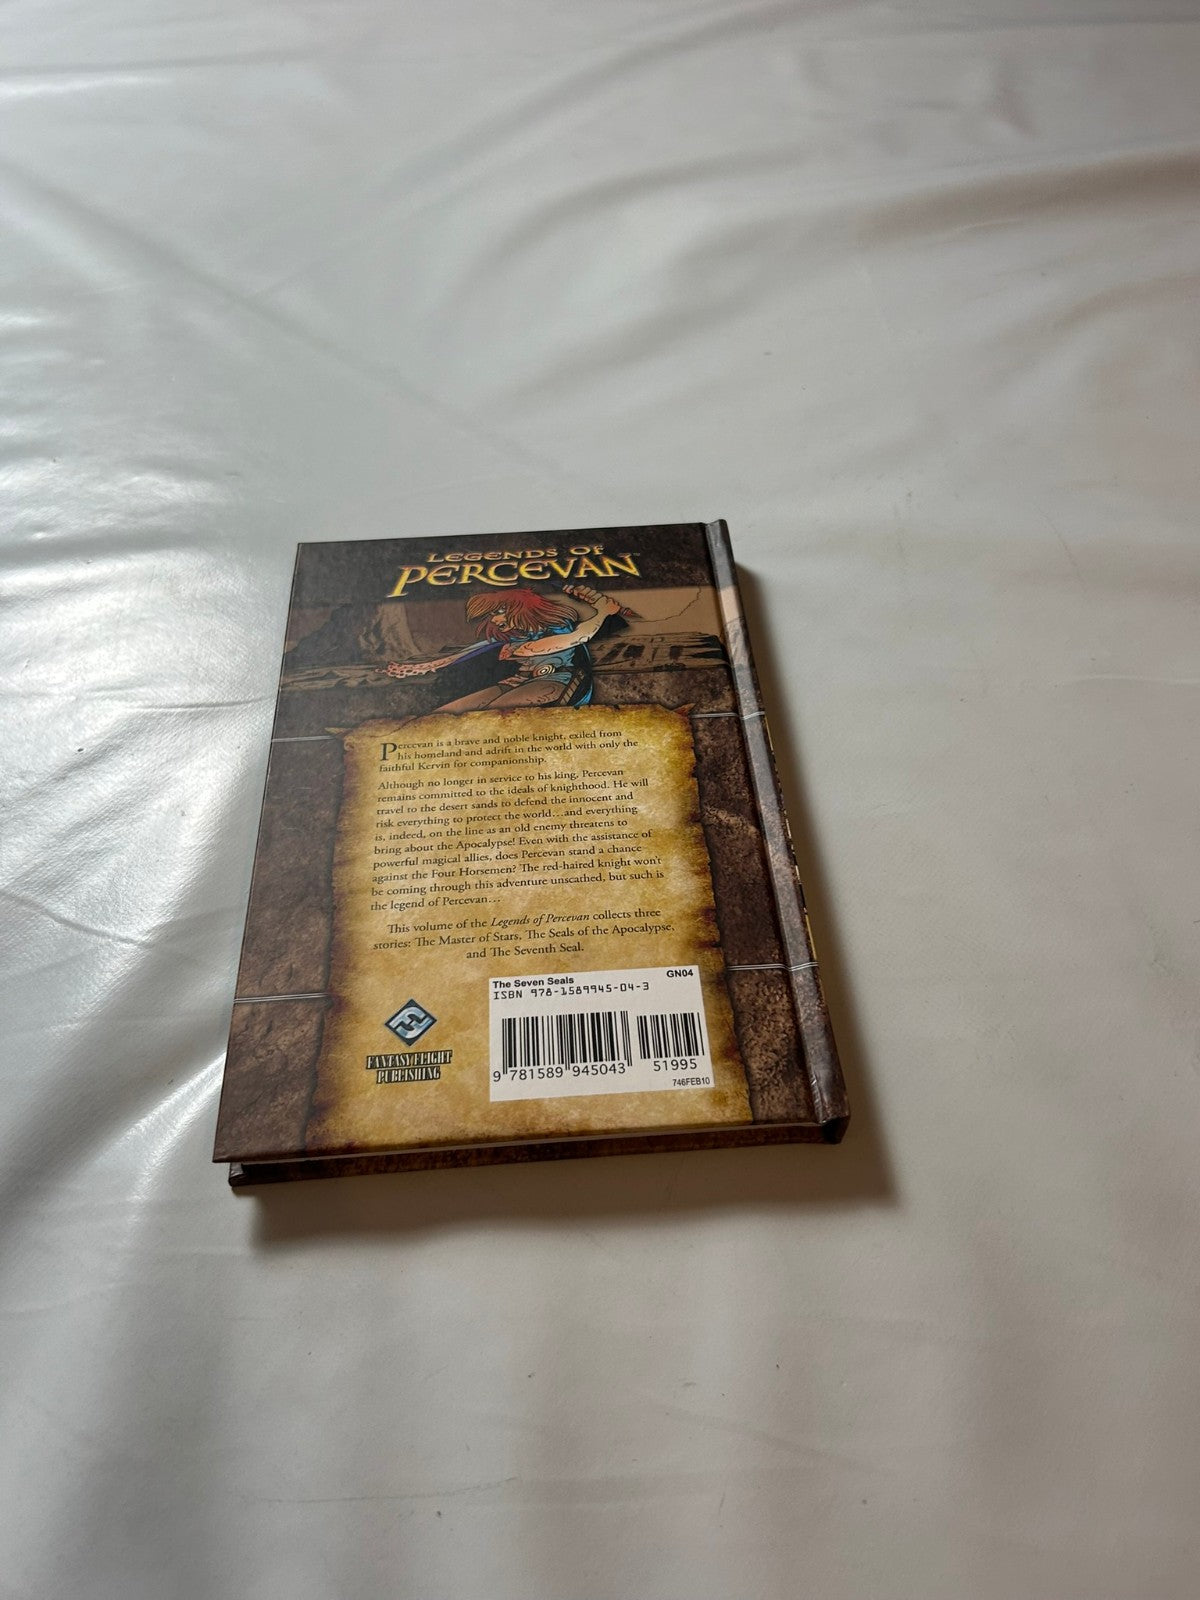 LEGENDS OF
PERCEVAN™
Percevan is a brave and noble knight, exiled from
his homeland and adrift in the world with only the
faithful Kervin for companionship.
Although no longer in service to his king, Percevan
remains committed to the ideals of knighthood. He will
travel to the desert sands to defend the innocent and
risk everything to protect the world…and everything
is, indeed, on the line as an old enemy threatens to
bring about the Apocalypse! Even with the assistance of
powerful magical allies, does Percevan stand a chance
against the Four Horsemen? The red-haired knight won't
be coming through this adventure unscathed, but such is
the legend of Percevan…
This volume of the Legends of Percevan collects three
stories: The Master of Stars, The Seals of the Apocalypse,
and The Seventh Seal.
The Seven Seals GN04
ISBN 978-1589945-04-3
9 781589 945043 51995
746FEB10
FANTASY FLIGHT
PUBLISHING